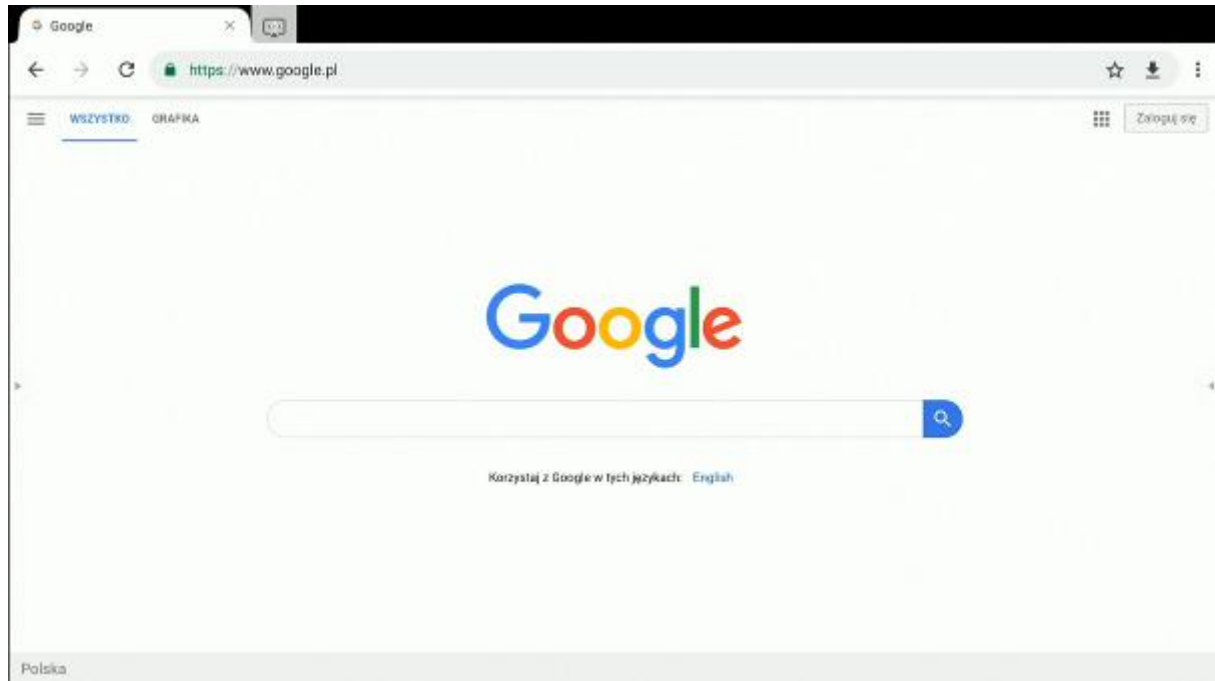 Google
https://www.google.pl
WSZYSTKO GRAFIKA
Zaloguj się
Google
Korzystaj z Google w tych językach: English
Polska